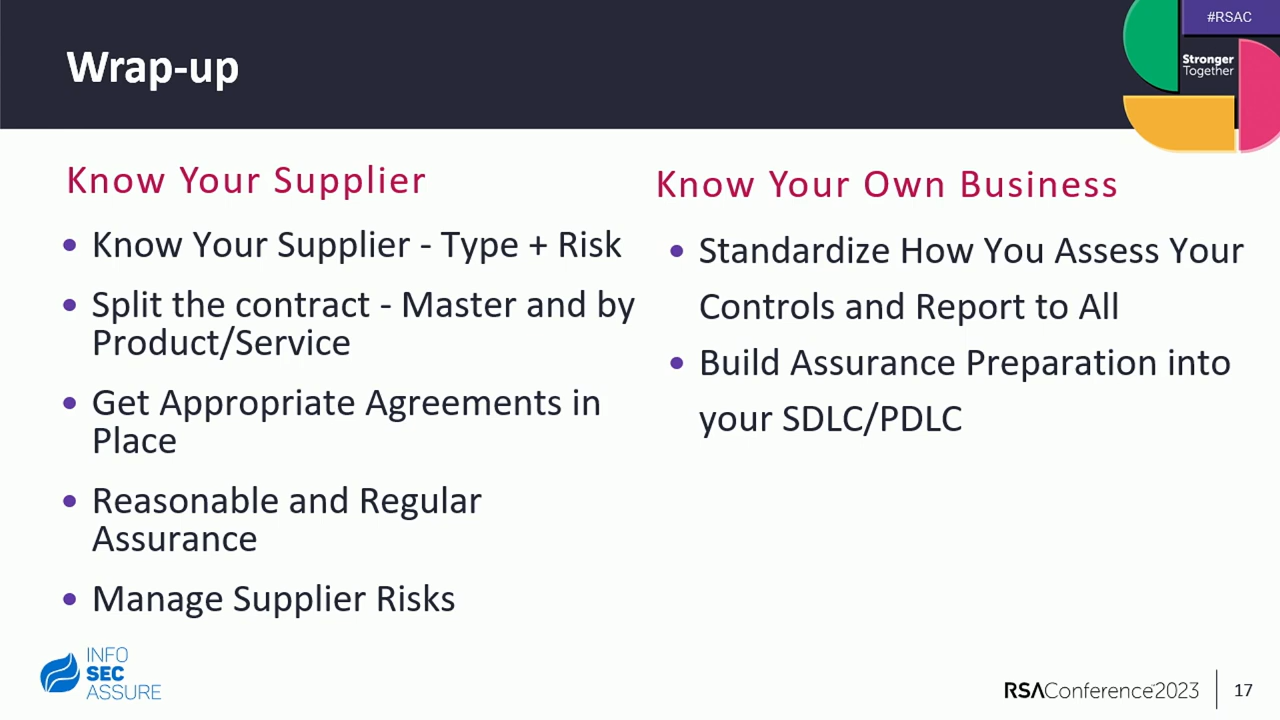 Wrap-up
#RSAC
Stronger
Together
Know Your Supplier
• Know Your Supplier - Type + Risk
• Split the contract - Master and by
Product/Service
• Get Appropriate Agreements in
Place
• Reasonable and Regular
Assurance
• Manage Supplier Risks
Know Your Own Business
• Standardize How You Assess Your
Controls and Report to All
• Build Assurance Preparation into
your SDLC/PDLC
INFO
SEC
ASSURE
RSAConference™2023
17